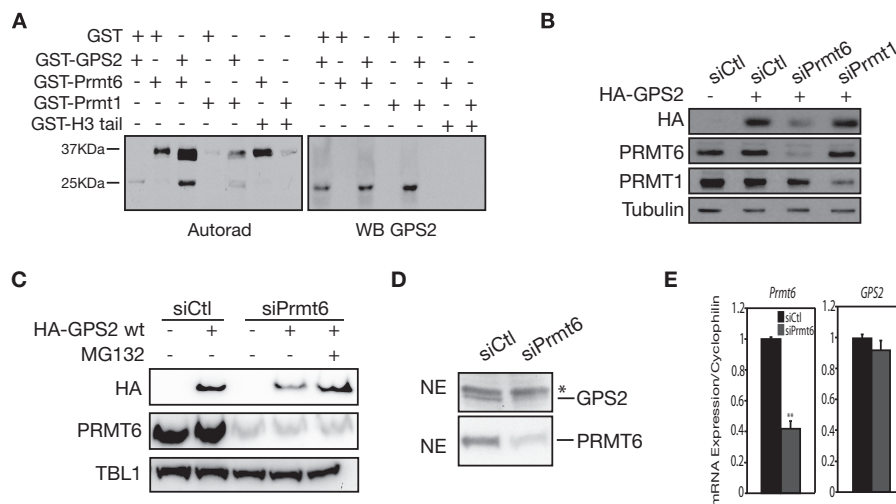 A
GST + + - + - - - + + - + - - -
GST-GPS2 + - + - + - - + - + - + - -
GST-Prmt6 - + + - - + - - + + - - + -
GST-Prmt1 - - - + + - + - - - + + - +
GST-H3 tail - - - - - + + - - - - - + +
37KDa
25KDa
Autorad WB GPS2
B
siCtl siCtl siPrmt6 siPrmt1
HA-GPS2 - + + +
HA
PRMT6
PRMT1
Tubulin
C
siCtl siPrmt6
HA-GPS2 wt - + - + +
MG132 +
HA
PRMT6
TBL1
D
siCtl siPrmt6
NE *
GPS2
NE PRMT6
E
mRNA Expression/Cyclophilin
Prmt6
1.2
1
0.8
0.6
0.4
0.2
0
siCtl
siPrmt6
**
GPS2
1.2
1
0.8
0.6
0.4
0.2
0